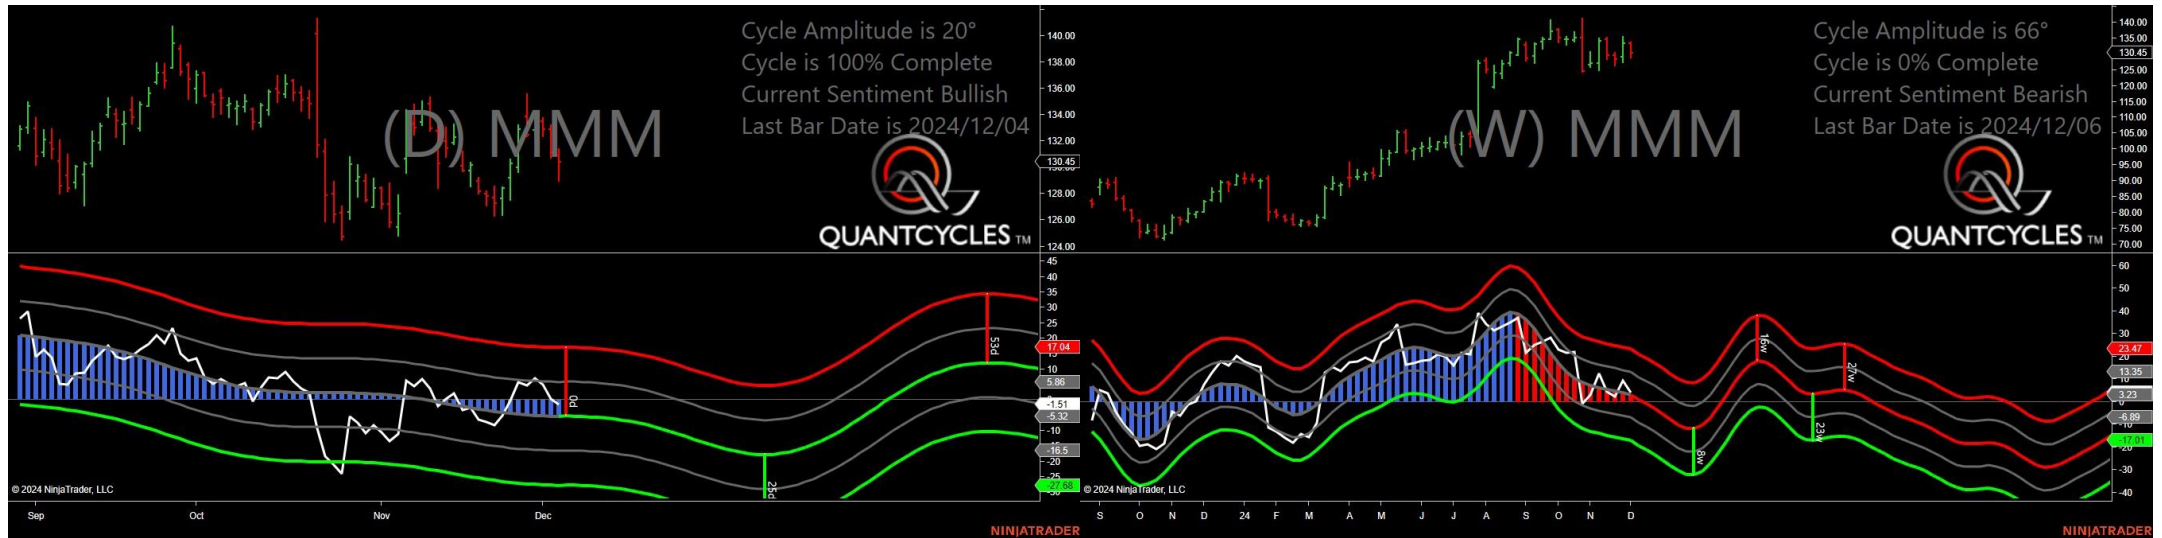 Cycle Amplitude is 20°
Cycle is 100% Complete
Current Sentiment Bullish
Last Bar Date is 2024/12/04
(D) MMM
QUANTCYCLES TM
140.00
138.00
136.00
134.00
132.00
130.45
128.00
126.00
124.00
45
40
35
30
25
20
17.04
10
5.86
-1.51
-5.32
-10
-16.5
-20
-25
-27.68
0d
25d
53d
© 2024 NinjaTrader, LLC
Sep Oct Nov Dec
NINJATRADER
Cycle Amplitude is 66°
Cycle is 0% Complete
Current Sentiment Bearish
Last Bar Date is 2024/12/06
(W) MMM
QUANTCYCLES TM
140.00
135.00
130.45
125.00
120.00
115.00
110.00
105.00
100.00
95.00
90.00
85.00
80.00
75.00
70.00
60
50
40
30
23.47
20
13.35
10
3.23
-6.89
-10
-17.01
-30
-40
8w
16w
23w
27w
© 2024 NinjaTrader, LLC
S O N D 24 F M A M J J A S O N D
NINJATRADER